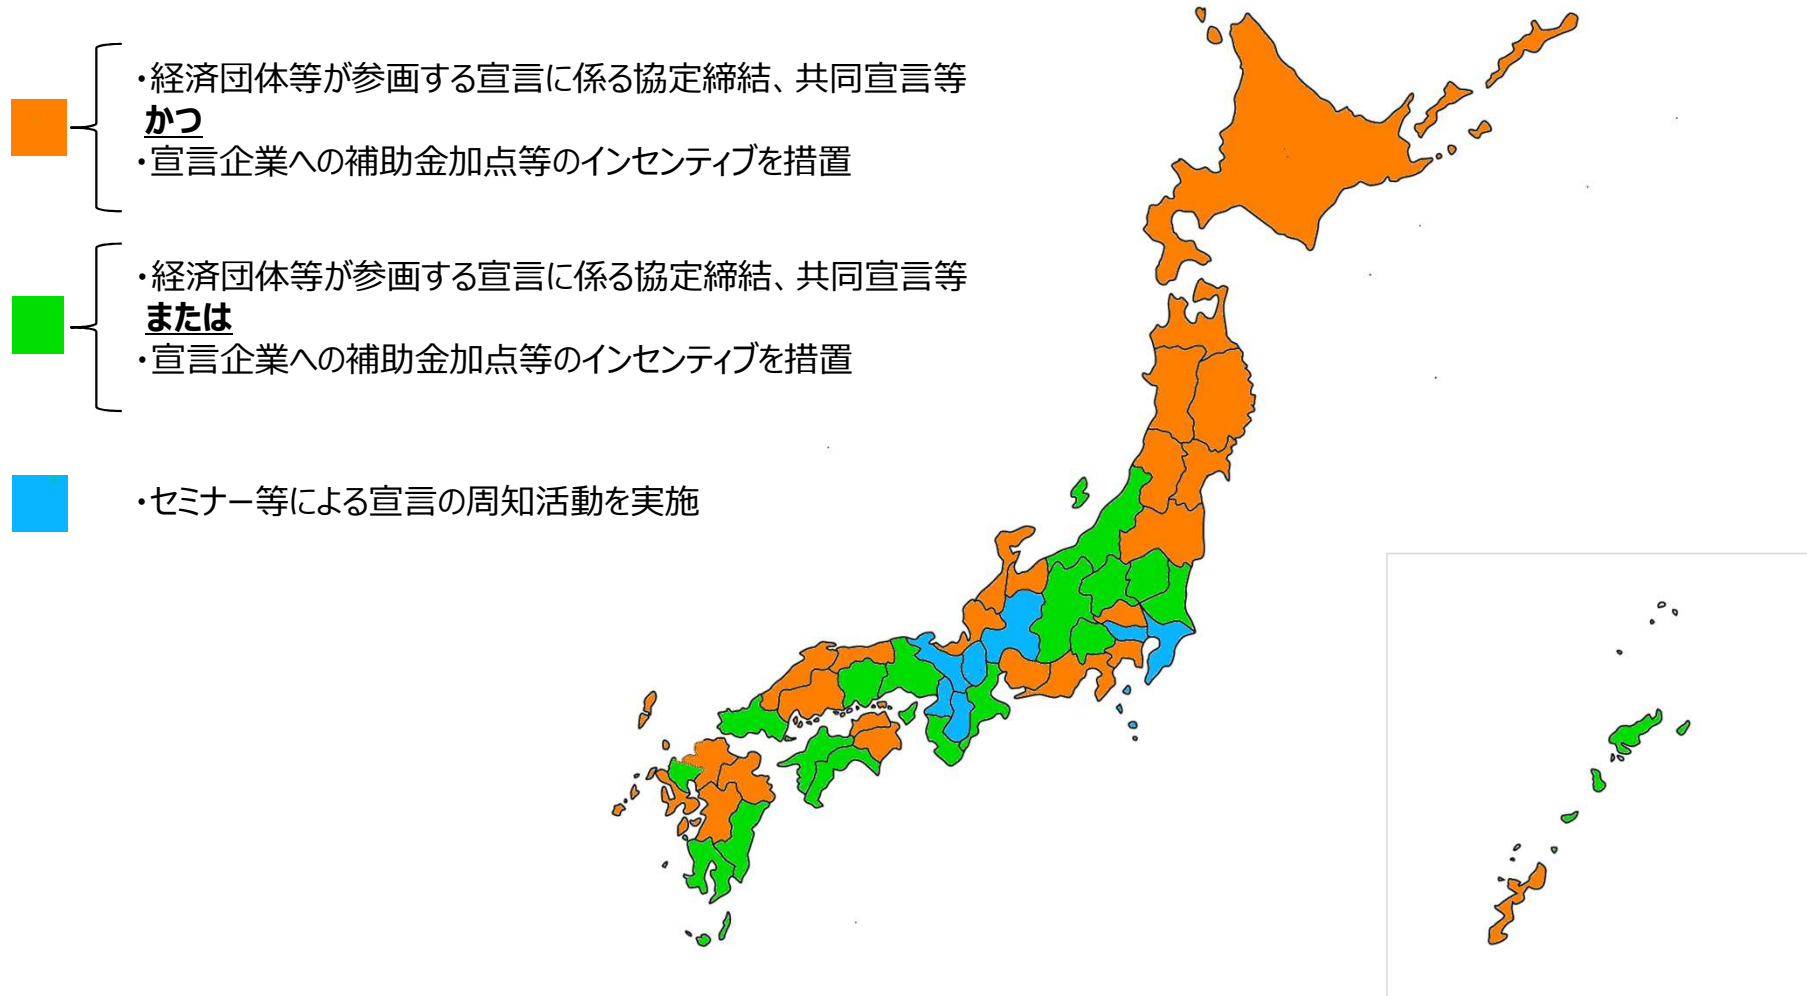 ・経済団体等が参画する宣言に係る協定締結、共同宣言等
かつ
・宣言企業への補助金加点等のインセンティブを措置
・経済団体等が参画する宣言に係る協定締結、共同宣言等
または
・宣言企業への補助金加点等のインセンティブを措置
・セミナー等による宣言の周知活動を実施